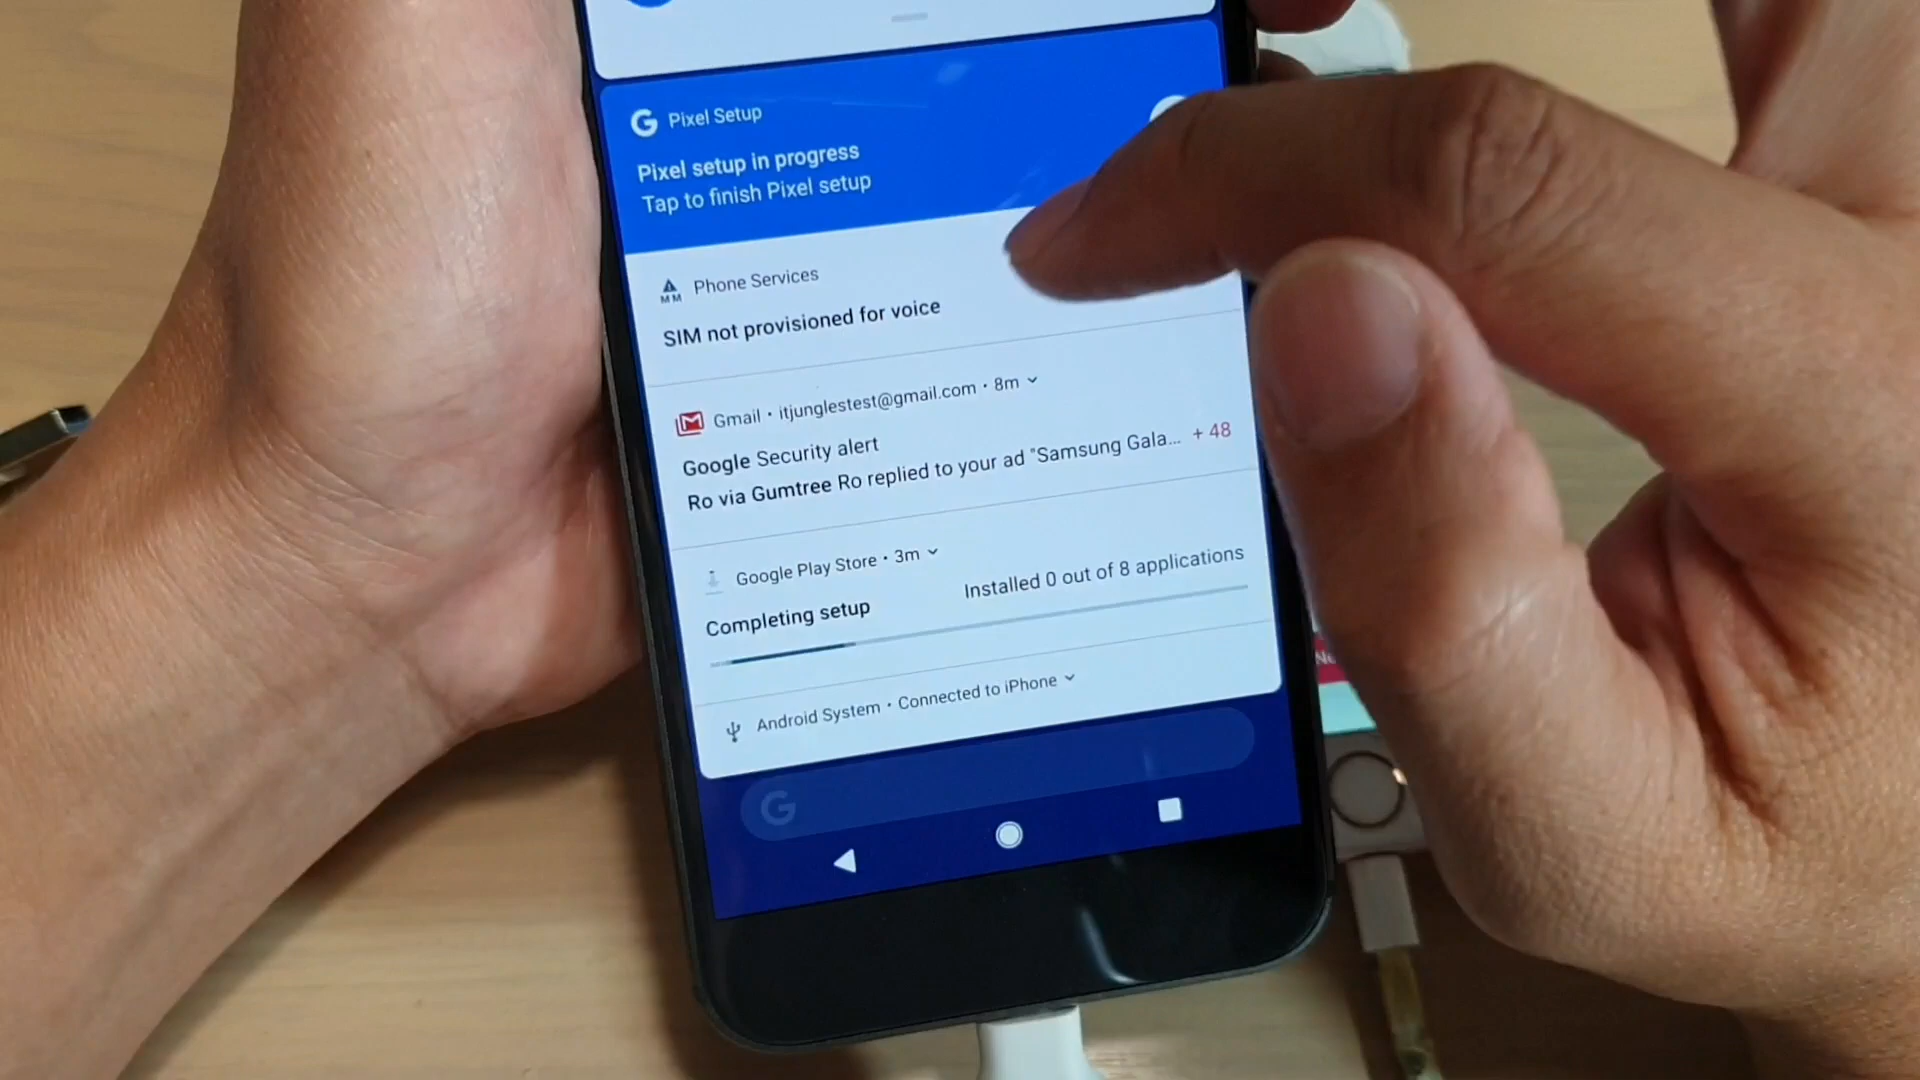 G Pixel Setup
Pixel setup in progress
Tap to finish Pixel setup
MM Phone Services
SIM not provisioned for voice
Gmail • itjunglestest@gmail.com • 8m
Google Security alert
Ro via Gumtree Ro replied to your ad "Samsung Gala... + 48
Google Play Store • 3m
Completing setup Installed 0 out of 8 applications
Android System • Connected to iPhone
G